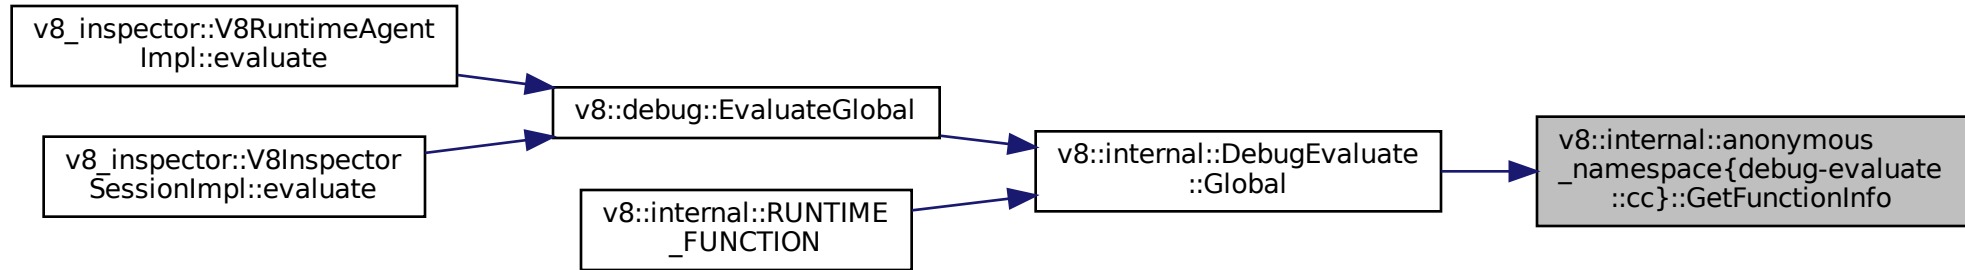 v8_inspector::V8RuntimeAgent
Impl::evaluate
v8_inspector::V8Inspector
SessionImpl::evaluate
v8::debug::EvaluateGlobal
v8::internal::RUNTIME
_FUNCTION
v8::internal::DebugEvaluate
::Global
v8::internal::anonymous
_namespace{debug-evaluate
::cc}::GetFunctionInfo